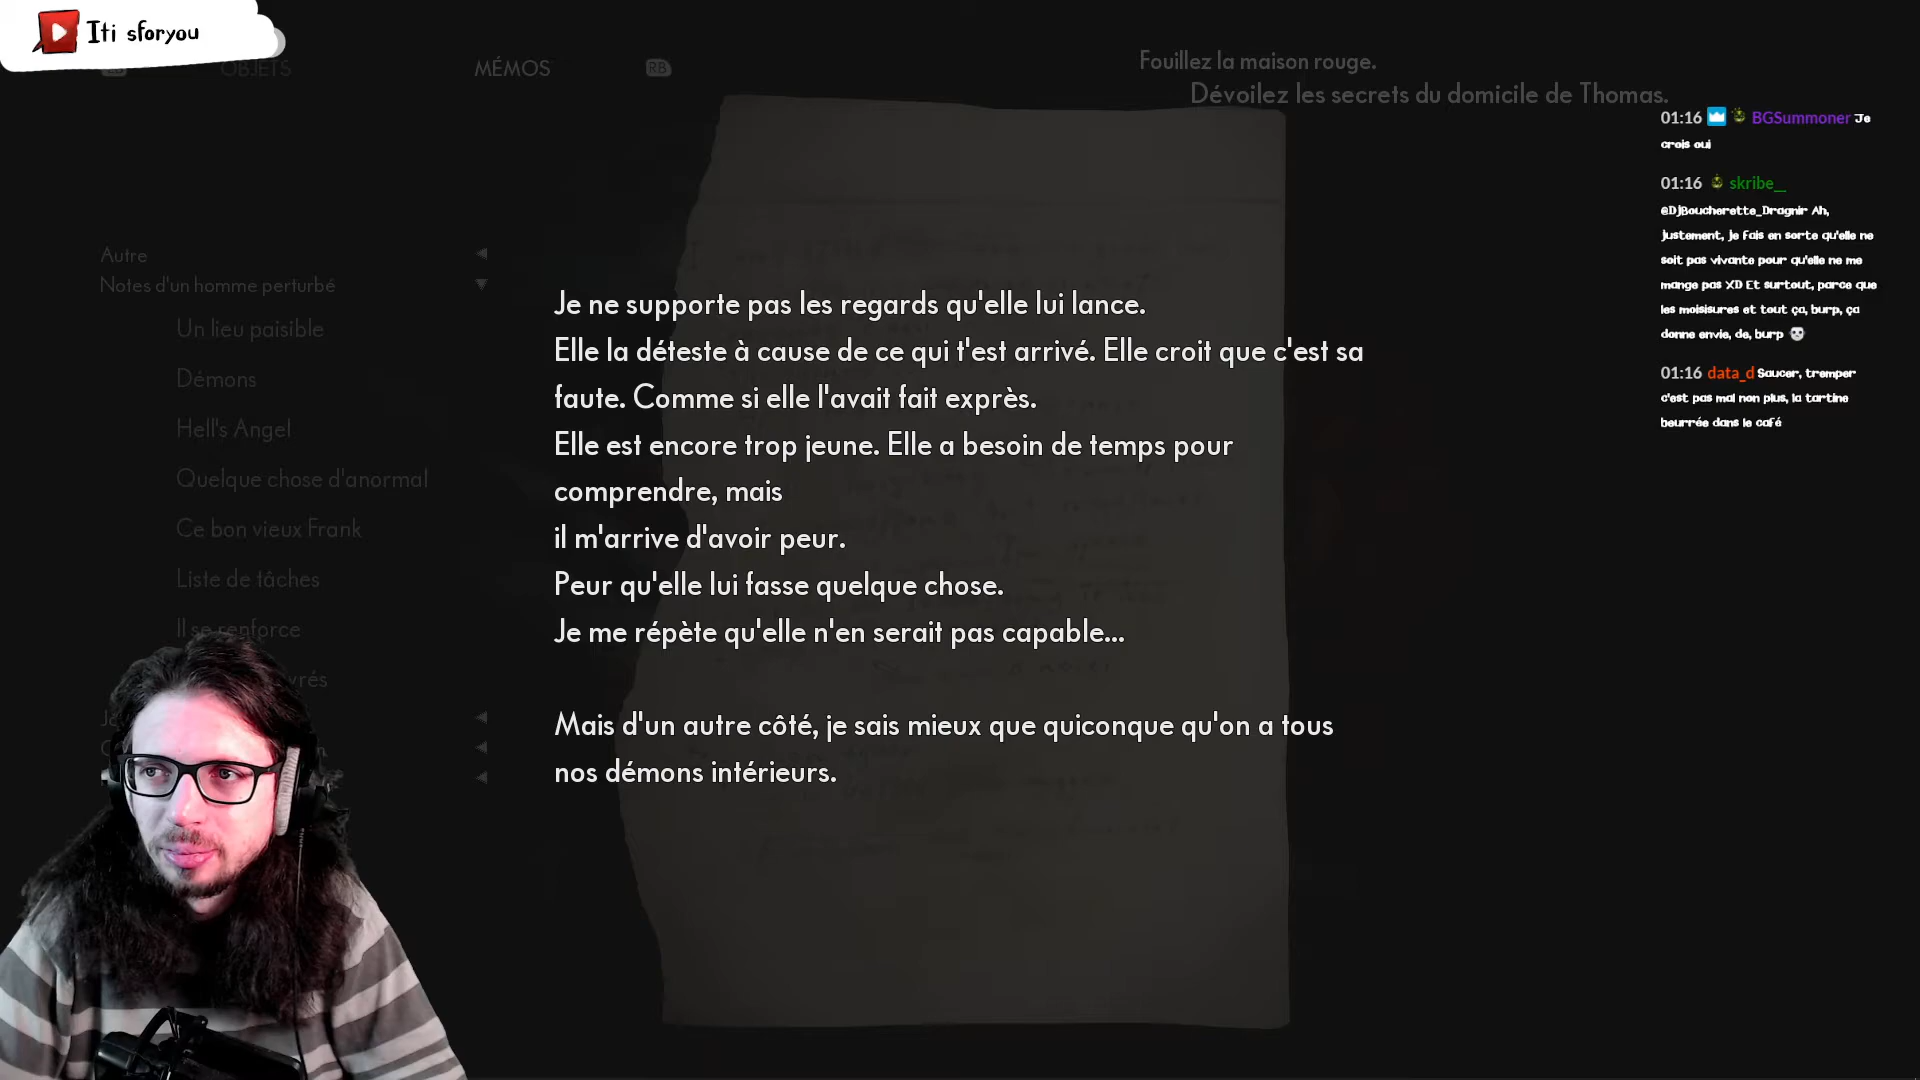 Iti sforyou
OBJETS
MÉMOS
RB
Fouillez la maison rouge.
Dévoilez les secrets du domicile de Thomas.
Autre
Notes d'un homme perturbé
Un lieu paisible
Démons
Hell's Angel
Quelque chose d'anormal
Ce bon vieux Frank
Liste de tâches
Il se renforce
Je ne supporte pas les regards qu'elle lui lance.
Elle la déteste à cause de ce qui t'est arrivé. Elle croit que c'est sa
faute. Comme si elle l'avait fait exprès.
Elle est encore trop jeune. Elle a besoin de temps pour
comprendre, mais
il m'arrive d'avoir peur.
Peur qu'elle lui fasse quelque chose.
Je me répète qu'elle n'en serait pas capable...
Mais d'un autre côté, je sais mieux que quiconque qu'on a tous
nos démons intérieurs.
01:16 BGSummoner Je
crois oui
01:16 skribe__
@DjBoucherette_Dragnir Ah,
justement, je fais en sorte qu'elle ne
soit pas vivante pour qu'elle ne me
mange pas XD Et surtout, parce que
les moisisures et tout ça, burp, ça
donne envie, de, burp
01:16 data_d Saucer, tremper
c'est pas mal non plus, la tartine
beurrée dans le café